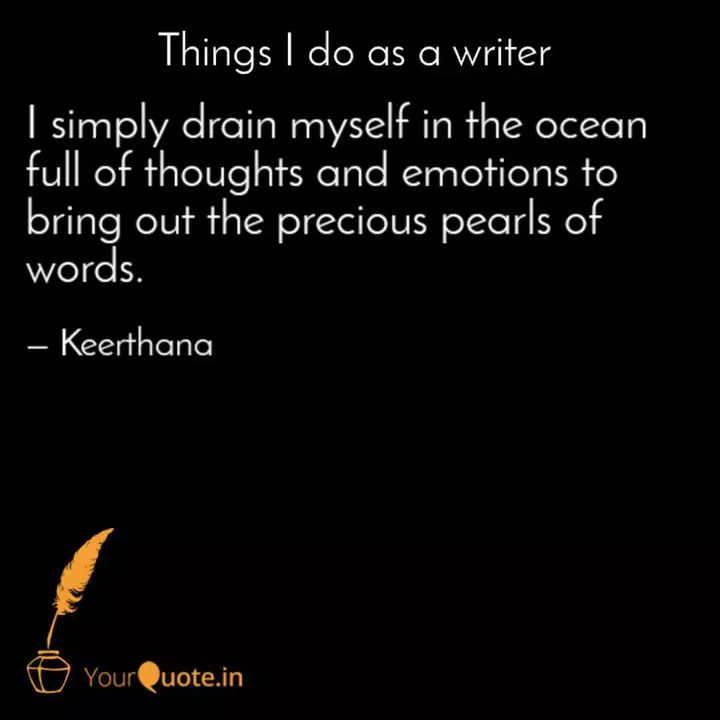 Things I do as a writer
I simply drain myself in the ocean
full of thoughts and emotions to
bring out the precious pearls of
words.
– Keerthana
YourQuote.in